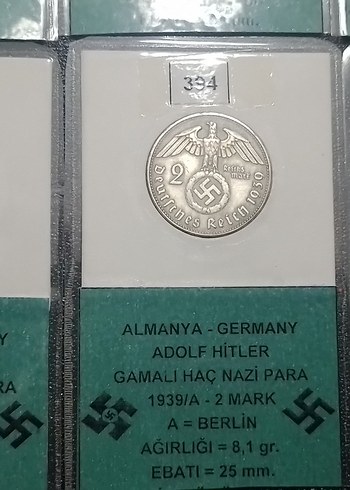 394
2
Reichs
mark
Deutsches Reich 1939
ALMANYA - GERMANY
ADOLF HİTLER
GAMALI HAÇ NAZİ PARA
1939/A - 2 MARK
A = BERLİN
AĞIRLIĞI = 8,1 gr.
EBATI = 25 mm.